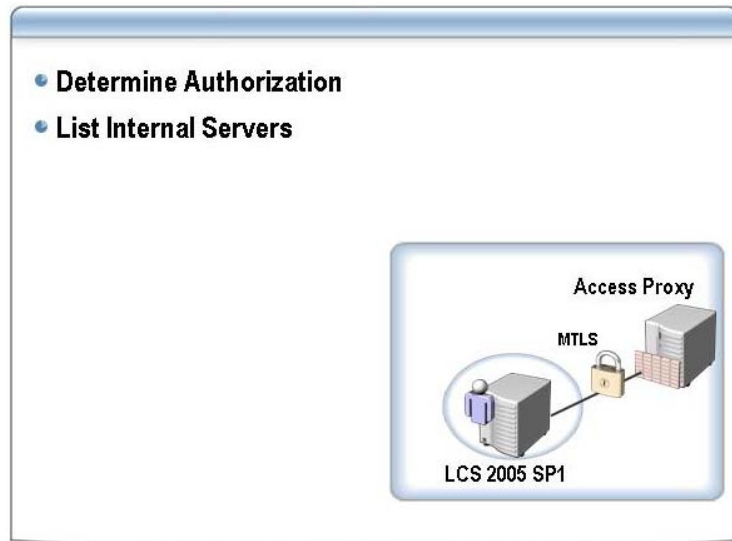 Determine Authorization
List Internal Servers
Access Proxy
MTLS
LCS 2005 SP1